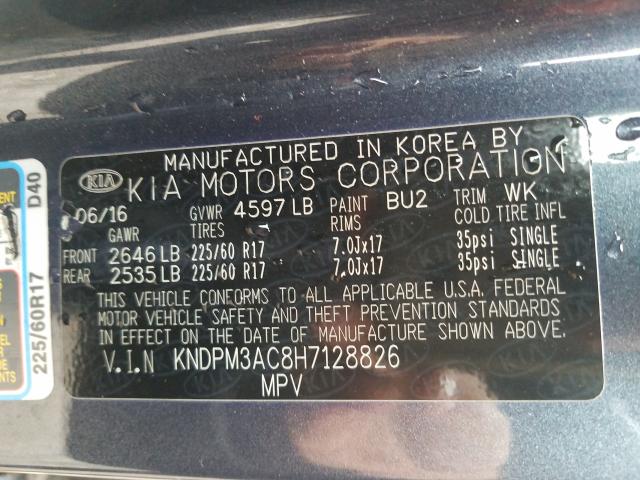 MANUFACTURED IN KOREA BY
KIA KIA MOTORS CORPORATION
06/16 GVWR 4597 LB PAINT BU2 TRIM WK
GAWR TIRES RIMS COLD TIRE INFL
FRONT 2646 LB 225/60 R17 7.0Jx17 35psi SINGLE
REAR 2535 LB 225/60 R17 7.0Jx17 35psi SINGLE
THIS VEHICLE CONFORMS TO ALL APPLICABLE U.S.A. FEDERAL
MOTOR VEHICLE SAFETY AND THEFT PREVENTION STANDARDS
IN EFFECT ON THE DATE OF MANUFACTURE SHOWN ABOVE.
V.I.N KNDPM3AC8H7128826
MPV
225/60R17 D40